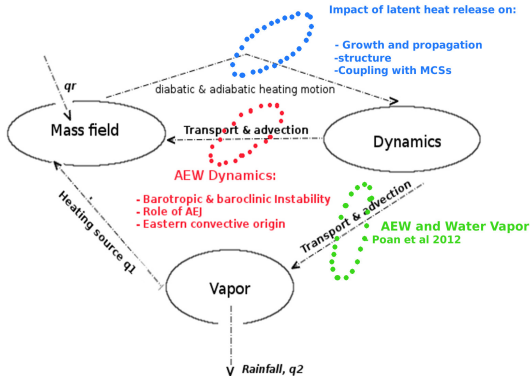 Impact of latent heat release on:
- Growth and propagation
-structure
-Coupling with MCSs
qr
diabatic & adiabatic heating motion
Mass field
Transport & advection
Dynamics
AEW Dynamics:
- Barotropic & baroclinic Instability
- Role of AEJ
- Eastern convective origin
Heating source q1
Transport & advection
AEW and Water Vapor
- Poan et al 2012
Vapor
Rainfall, q2